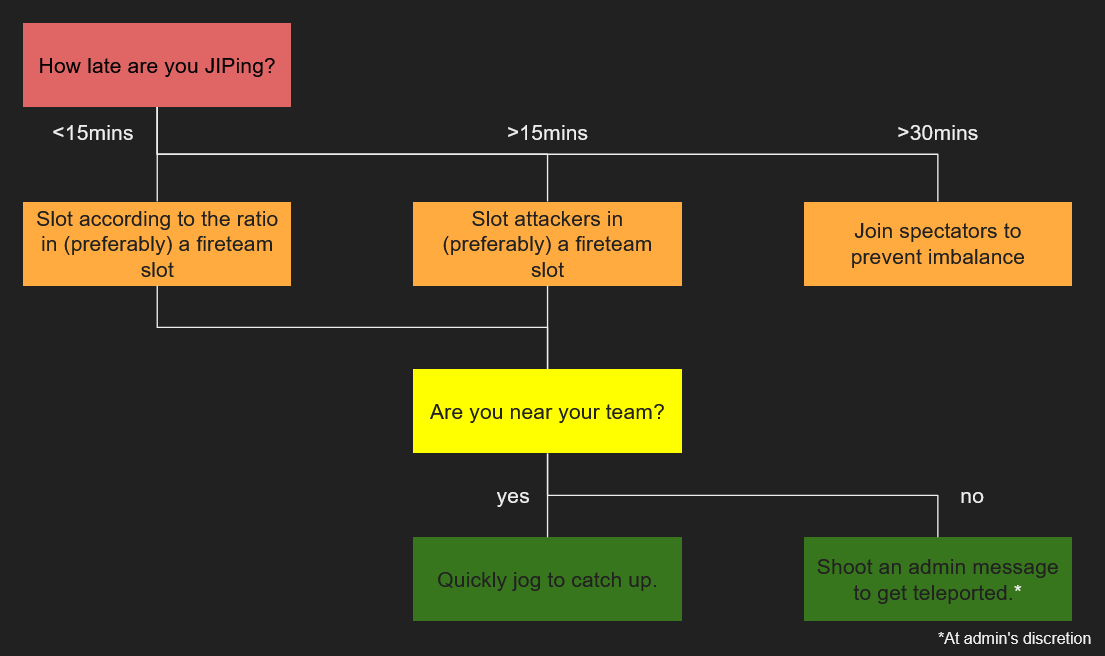 How late are you JIPing?
<15mins
>15mins
>30mins
Slot according to the ratio
in (preferably) a fireteam
slot
Slot attackers in
(preferably) a fireteam
slot
Join spectators to
prevent imbalance
Are you near your team?
yes
no
Quickly jog to catch up.
Shoot an admin message
to get teleported.*
*At admin's discretion